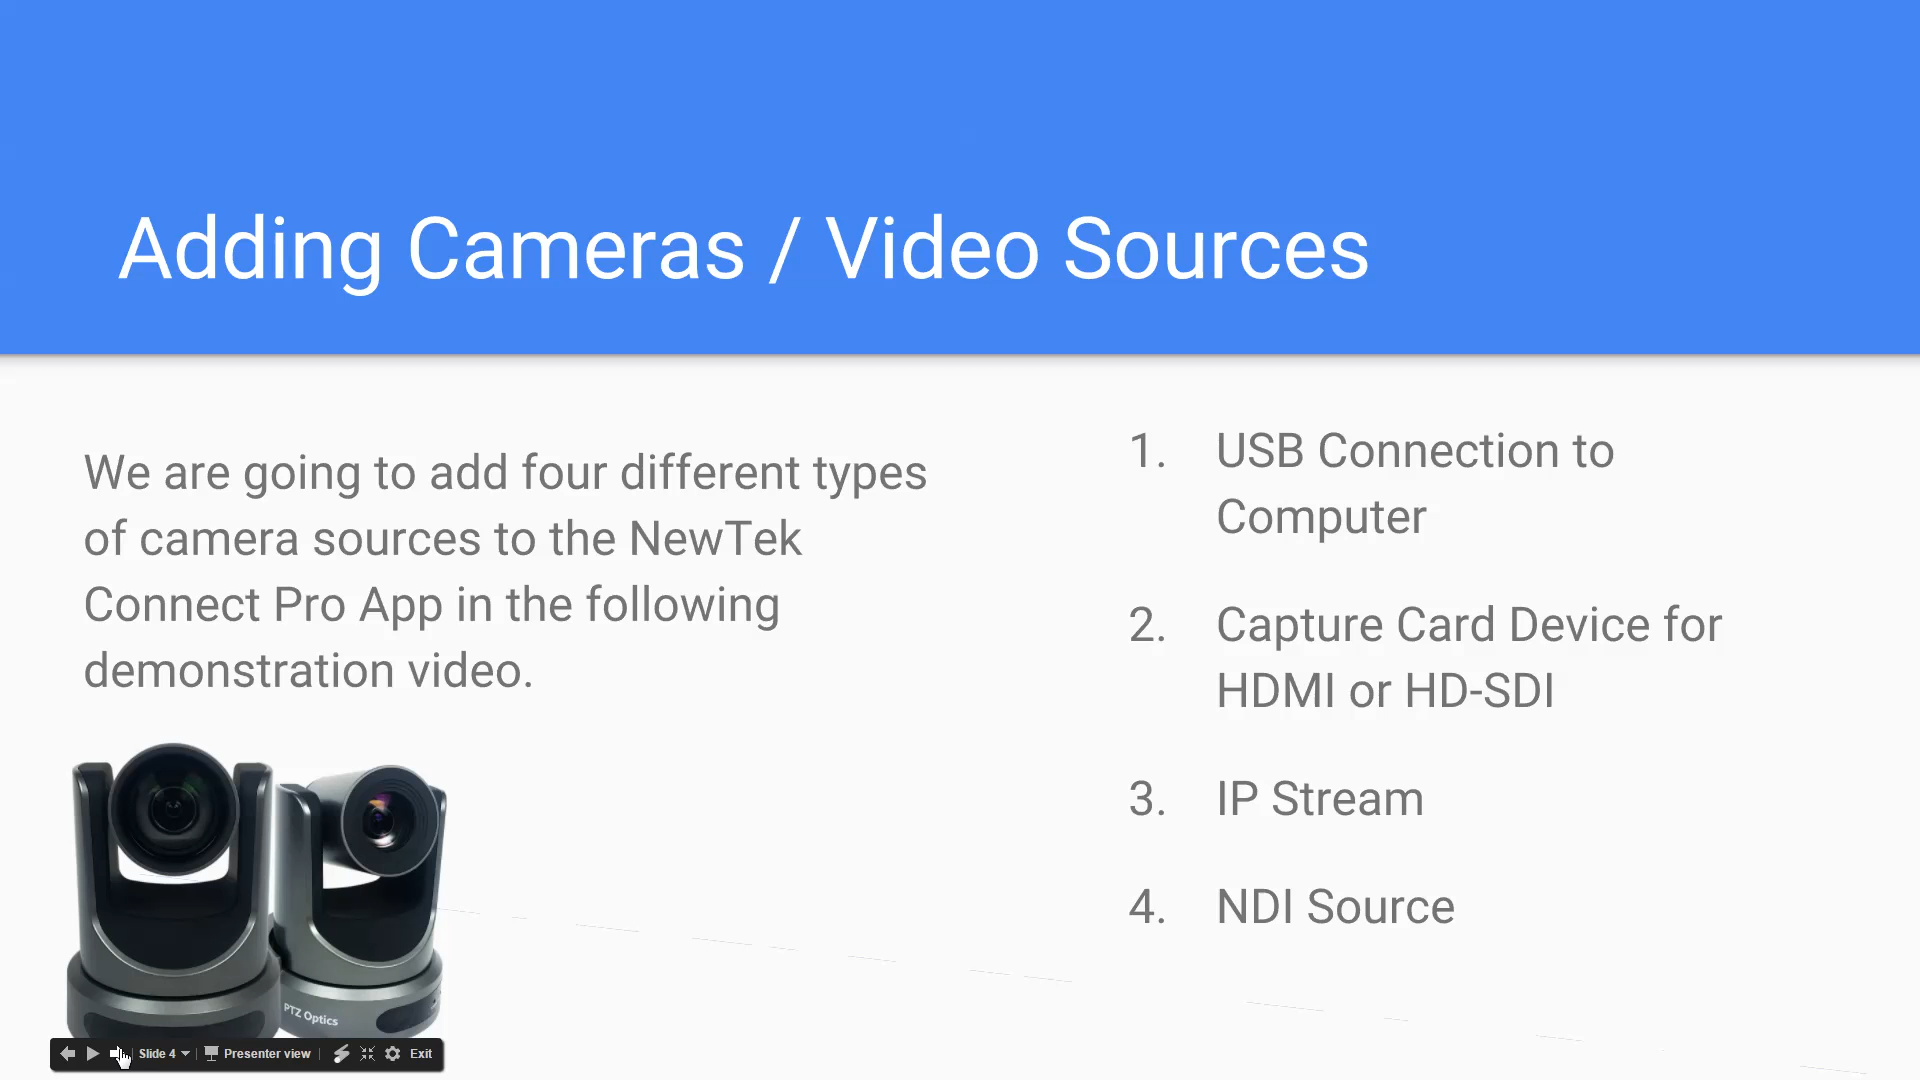 Adding Cameras / Video Sources
We are going to add four different types
of camera sources to the NewTek
Connect Pro App in the following
demonstration video.
1. USB Connection to
Computer
2. Capture Card Device for
HDMI or HD-SDI
3. IP Stream
4. NDI Source
PTZ Optics
Slide 4 Presenter view Exit